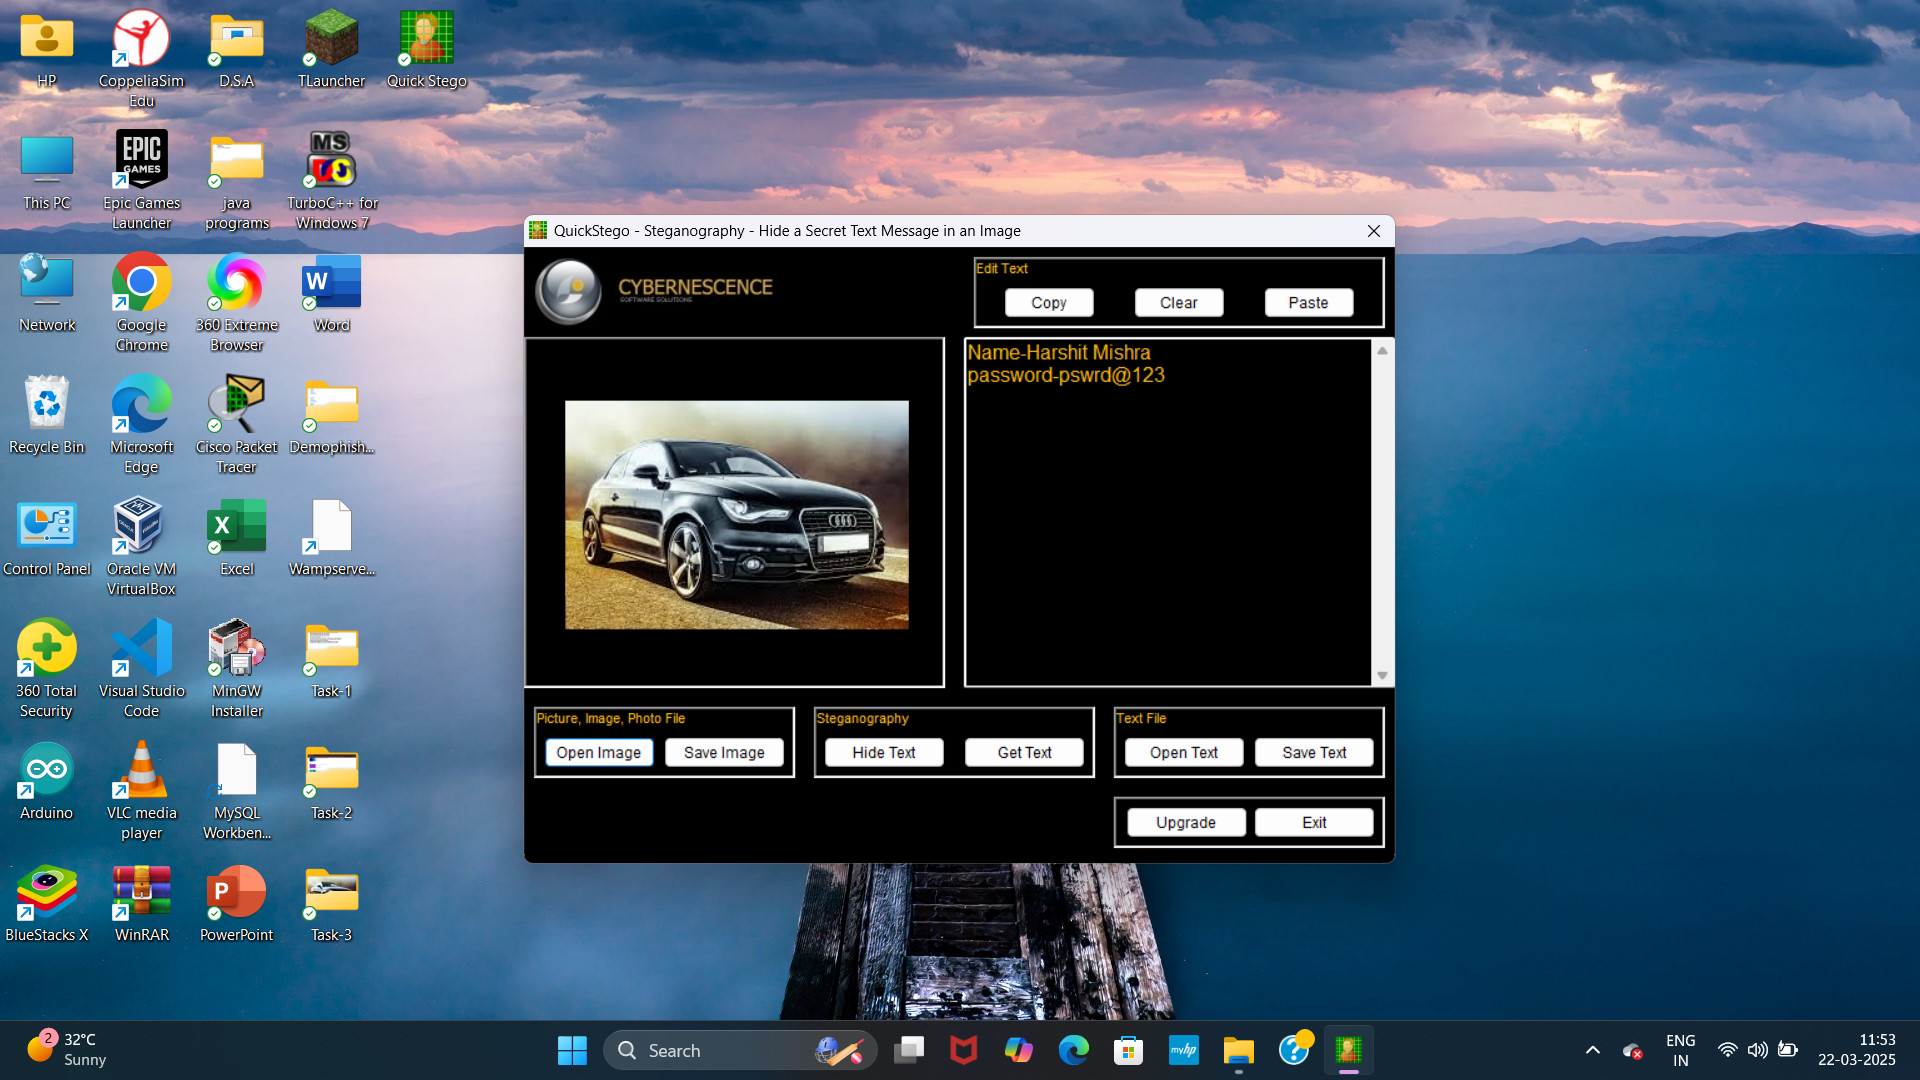 HP
CoppeliaSim
Edu
D.S.A
TLauncher
Quick Stego
This PC
EPIC
GAMES
Epic Games
Launcher
java
programs
MS
TurboC++ for
Windows 7
Network
Google
Chrome
360 Extreme
Browser
W
Word
Recycle Bin
Microsoft
Edge
Cisco Packet
Tracer
Demophish...
Control Panel
Oracle VM
VirtualBox
X
Excel
Wampserve...
360 Total
Security
Visual Studio
Code
MinGW
Installer
Task-1
Arduino
VLC media
player
MySQL
Workben...
Task-2
BlueStacks X
WinRAR
P
PowerPoint
Task-3
QuickStego - Steganography - Hide a Secret Text Message in an Image
CYBERNESCENCE
SOFTWARE SOLUTIONS
Edit Text
Copy
Clear
Paste
Name-Harshit Mishra
password-pswrd@123
Picture, Image, Photo File
Open Image
Save Image
Steganography
Hide Text
Get Text
Text File
Open Text
Save Text
Upgrade
Exit
2
32°C
Sunny
Search
myhp
ENG
IN
11:53
22-03-2025